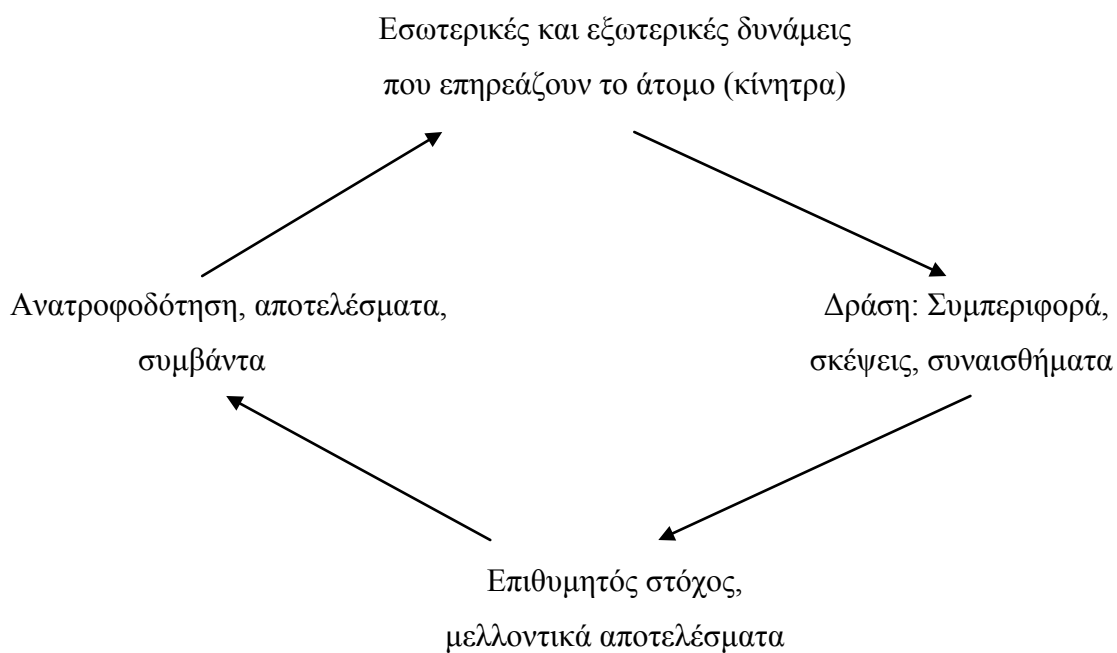 Εσωτερικές και εξωτερικές δυνάμεις
που επηρεάζουν το άτομο (κίνητρα)
Ανατροφοδότηση, αποτελέσματα,
συμβάντα
Δράση: Συμπεριφορά,
σκέψεις, συναισθήματα
Επιθυμητός στόχος,
μελλοντικά αποτελέσματα